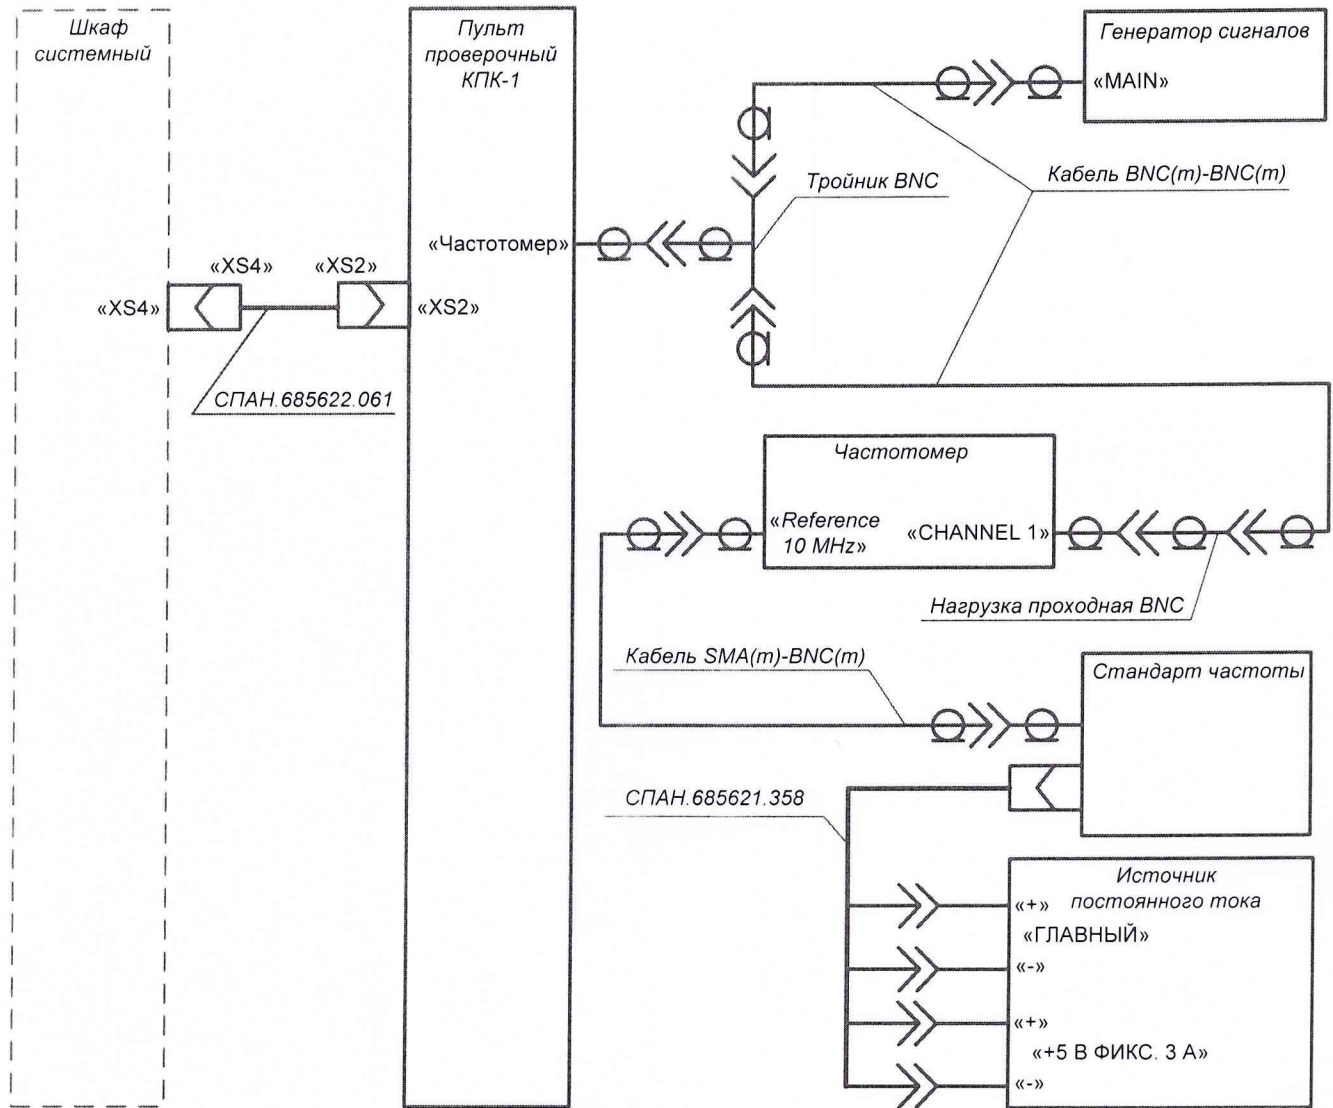 Шкаф
системный
Пульт
проверочный
КПК-1
Генератор сигналов
«MAIN»
Тройник BNC
Кабель BNC(m)-BNC(m)
«Частотомер»
«XS4»
«XS2»
«XS4»
«XS2»
СПАН.685622.061
Частотомер
«Reference
10 MHz»
«CHANNEL 1»
Нагрузка проходная BNC
Кабель SMA(m)-BNC(m)
Стандарт частоты
СПАН.685621.358
Источник
постоянного тока
«+»
«ГЛАВНЫЙ»
«-»
«+»
«+5 В ФИКС. 3 А»
«-»